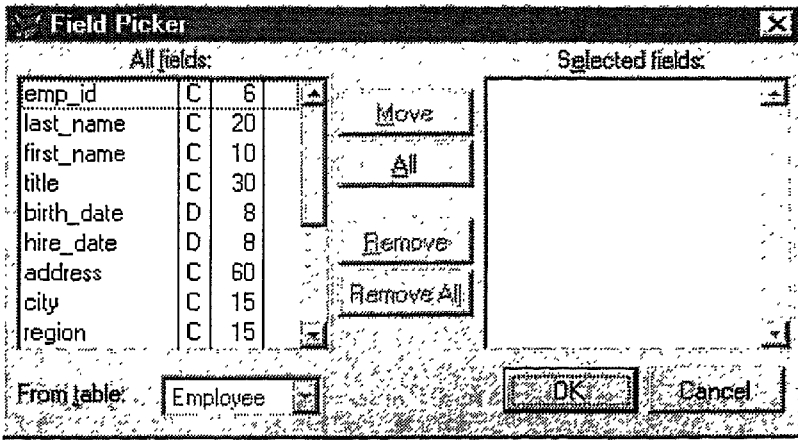 Field Picker
All fields:
emp_id C 6
last_name C 20
first_name C 10
title C 30
birth_date D 8
hire_date D 8
address C 60
city C 15
region C 15
Move
All
Remove
Remove All
Selected fields:
From table: Employee
OK Cancel